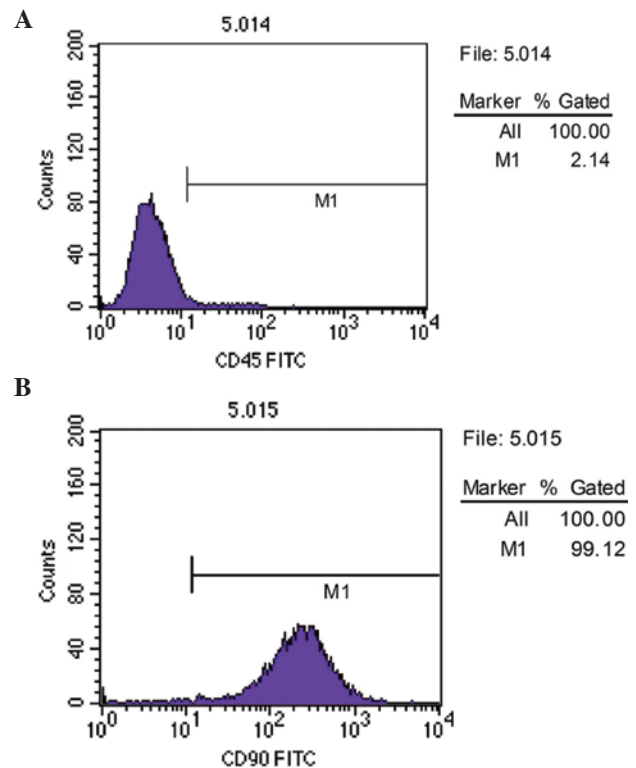 A
5.014
File: 5.014
Marker % Gated
All 100.00
M1 2.14
Counts
200
160
120
80
40
0
M1
10^0 10^1 10^2 10^3 10^4
CD45 FITC
B
5.015
File: 5.015
Marker % Gated
All 100.00
M1 99.12
Counts
200
160
120
80
40
0
M1
10^0 10^1 10^2 10^3 10^4
CD90 FITC